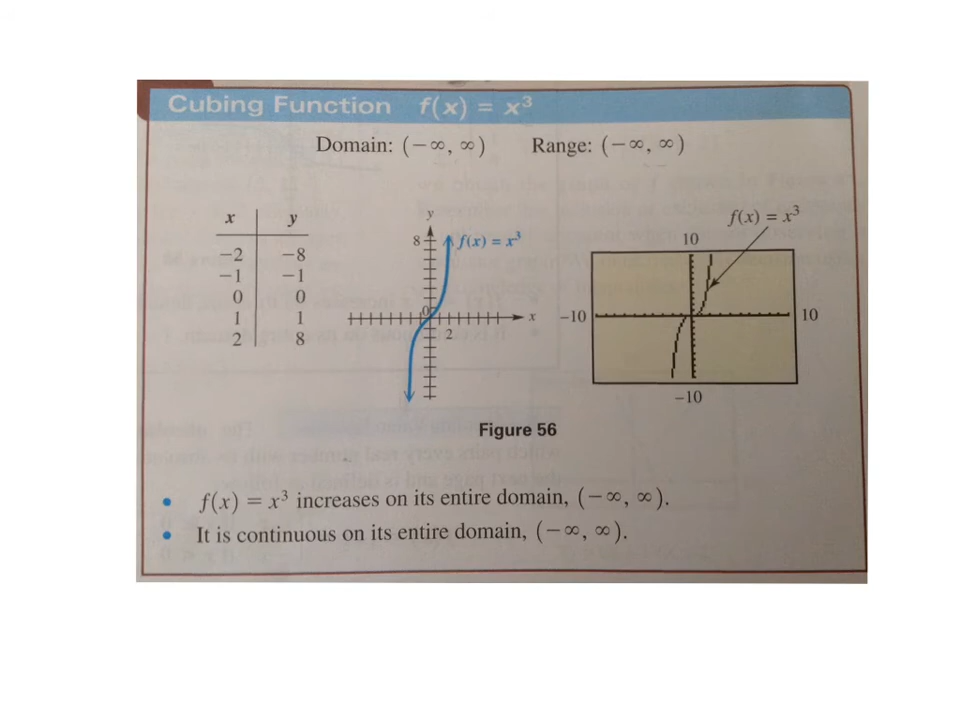 Cubing Function f(x) = x³
Domain: (−∞, ∞) Range: (−∞, ∞)
x y
−2 −8
−1 −1
0 0
1 1
2 8
y
8
f(x) = x³
0
2
x
f(x) = x³
10
−10
10
−10
Figure 56
• f(x) = x³ increases on its entire domain, (−∞, ∞).
• It is continuous on its entire domain, (−∞, ∞).